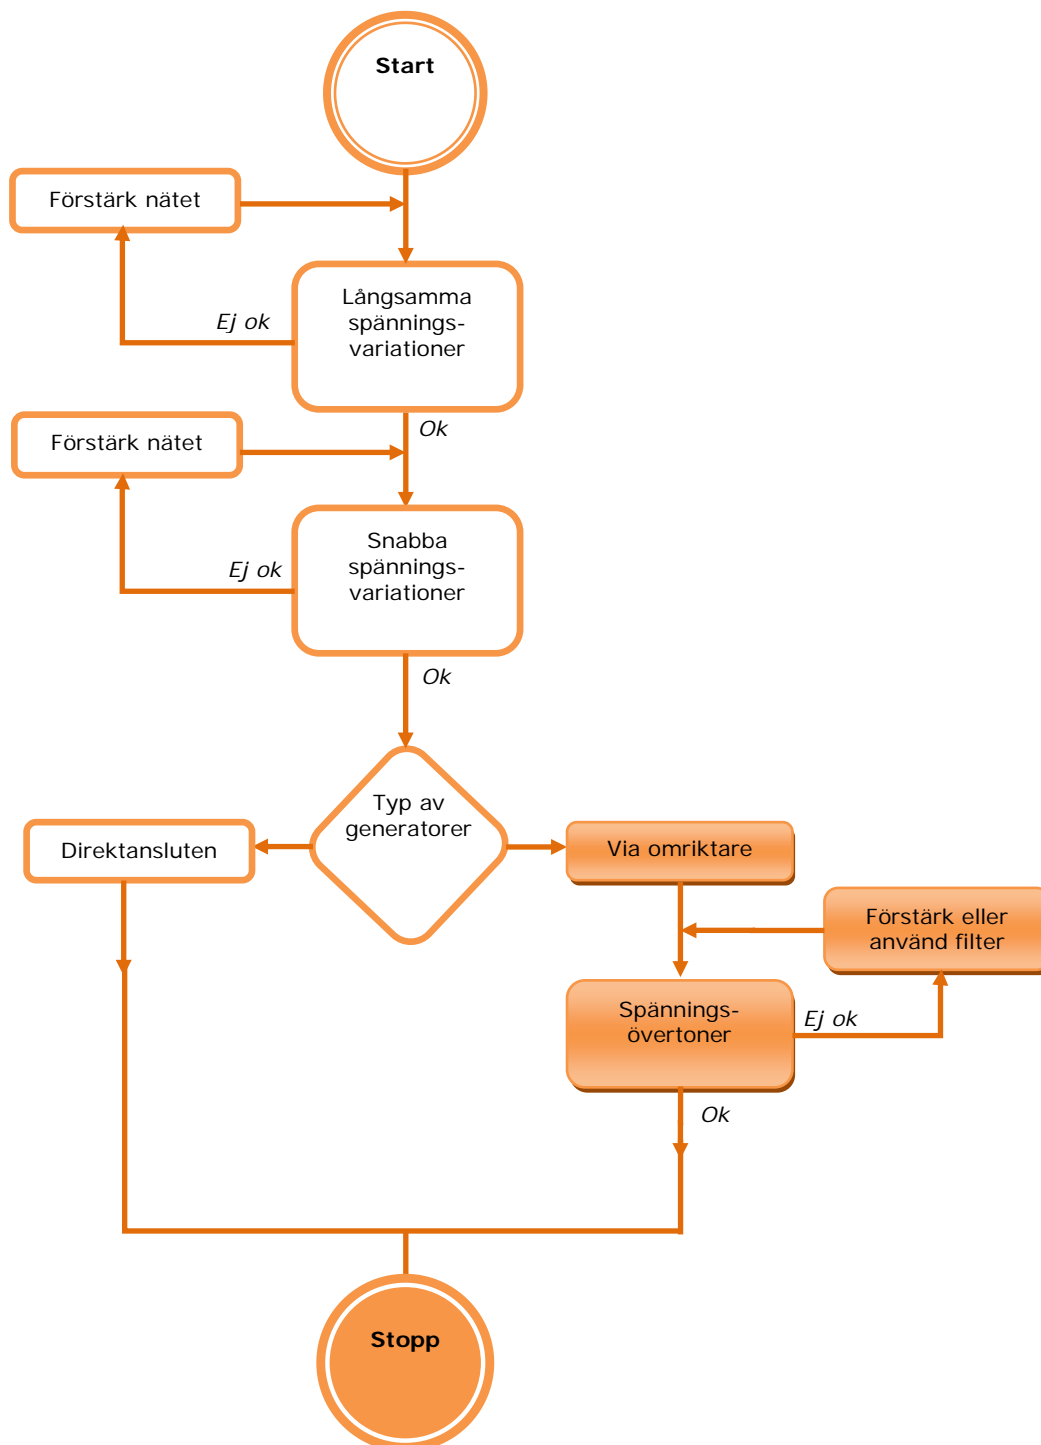 Start
Förstärk nätet
Långsamma
spännings-
variationer
Ej ok
Ok
Förstärk nätet
Snabba
spännings-
variationer
Ej ok
Ok
Typ av
generatorer
Direktansluten
Via omriktare
Förstärk eller
använd filter
Spännings-
övertoner
Ej ok
Ok
Stopp